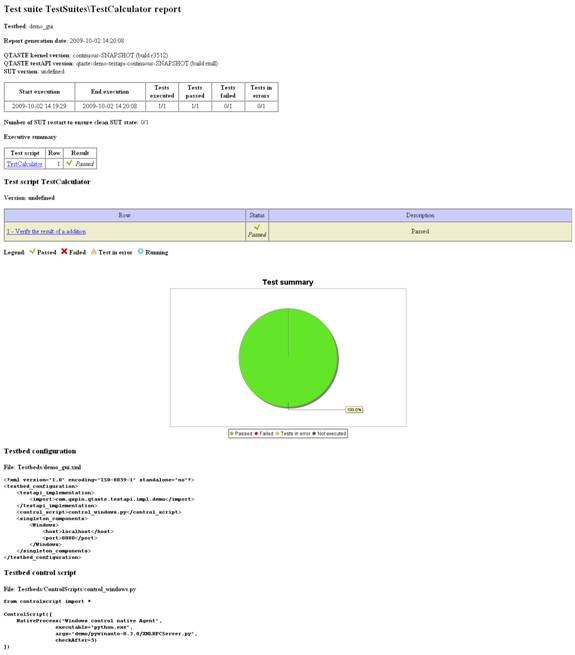 Test suite TestSuites\TestCalculator report
Testbed: demo_gui
Report generation date: 2009-10-02 14:20:08
QTASTE kernel version: continuous-SNAPSHOT (build r3512)
QTASTE testAPI version: qtaste-demo-testapi-continuous-SNAPSHOT (build rnull)
SUT version: undefined
Start execution End execution Tests executed Tests passed Tests failed Tests in errors
2009-10-02 14:19:29 2009-10-02 14:20:08 1/1 1/1 0/1 0/1
Number of SUT restart to ensure clean SUT state: 0/1
Executive summary
Test script Row Result
TestCalculator 1 Passed
Test script TestCalculator
Version: undefined
Row Status Description
1 - Verify the result of a addition Passed Passed
Legend: Passed Failed Test in error Running
Test summary
100.0%
Passed Failed Tests in error Not executed
Testbed configuration
File: Testbeds/demo_gui.xml
<?xml version="1.0" encoding="ISO-8859-1" standalone="no"?>
<testbed_configuration>
<testapi_implementation>
<import>com.qspin.qtaste.testapi.impl.demo</import>
</testapi_implementation>
<control_script>control_windows.py</control_script>
<singleton_components>
<Windows>
<host>localhost</host>
<port>8080</port>
</Windows>
</singleton_components>
</testbed_configuration>
Testbed control script
File: Testbeds/ControlScripts/control_windows.py
from controlscript import *
ControlScript([
NativeProcess("Windows control native Agent",
executable="python.exe",
args="demo/pywinauto-0.3.8/XMLRPCServer.py",
checkAfter=5)
])